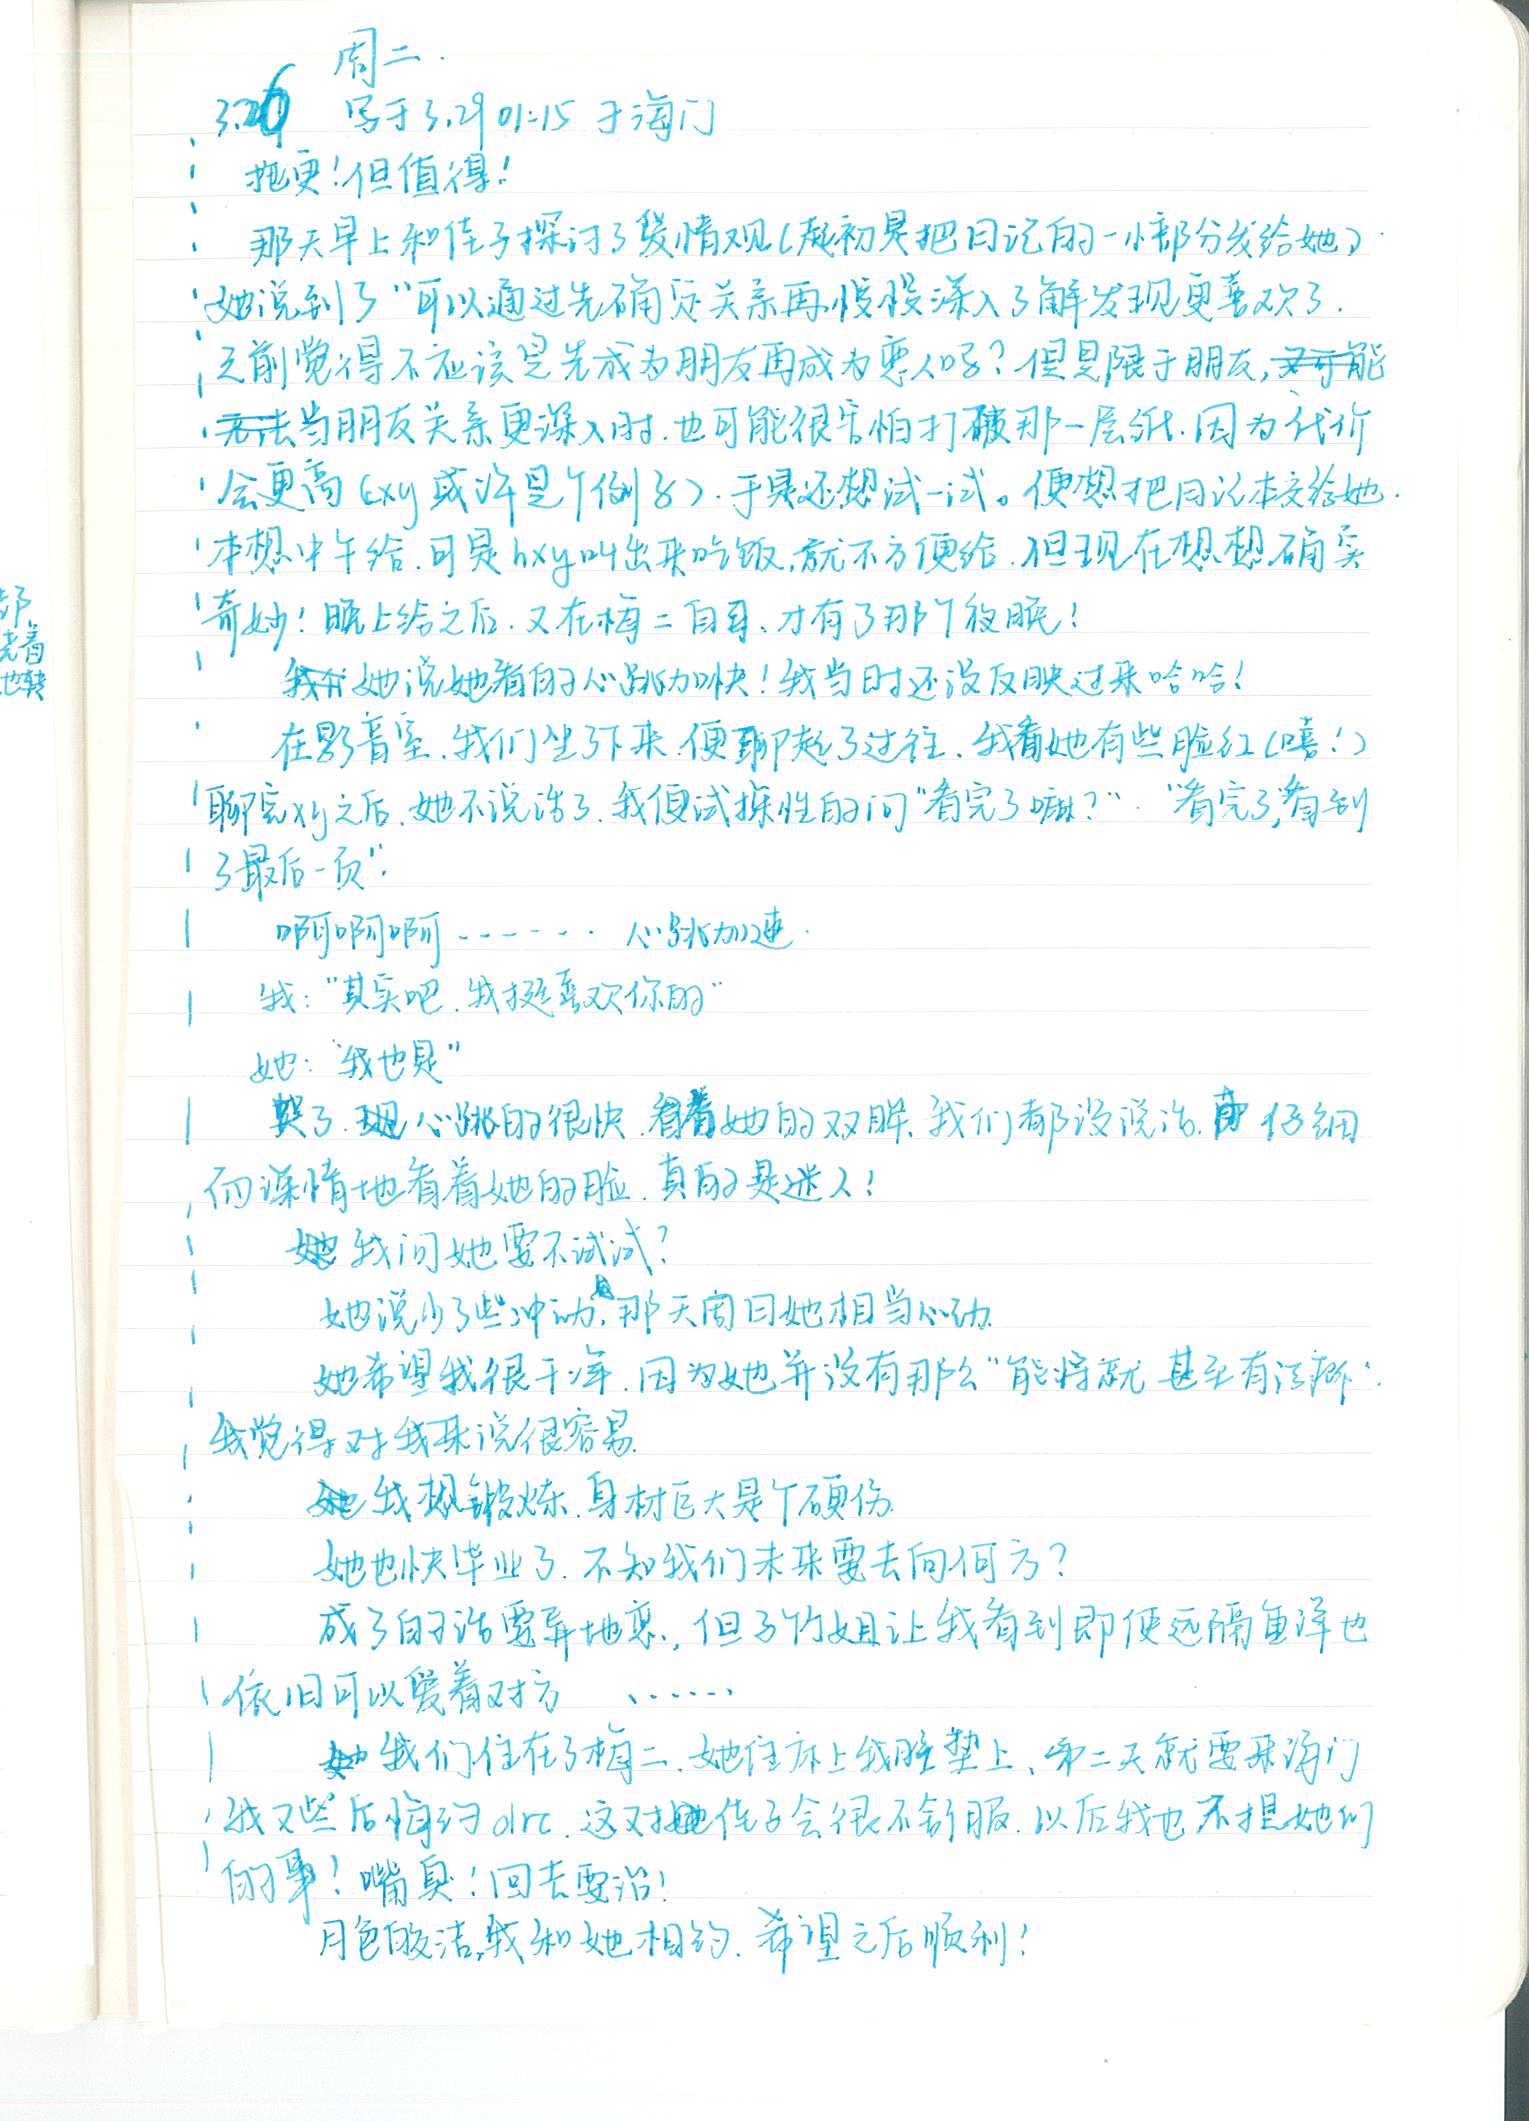 周二.
3.26 写于3.29 01:15 于海门
拖更!但值得!
那天早上和佳子探讨了爱情观(起初是把日记的一小部分发给她).
她说到了"可以通过先确定关系再慢慢深入了解发现更喜欢了.
之前觉得不应该是先成为朋友再成为恋人吗?但是限于朋友,
当朋友关系更深入时.也可能很害怕打破那一层纸.因为代价
会更高(xy或许是个例子).于是还想试一试。便想把日记本交给她.
本想中午给.可是hxy叫出来吃饭,就不方便给.但现在想想确实
奇妙!晚上给之后.又在梅二自习、才有了那个夜晚!
她说她看的心跳加快!我当时还没反映过来哈哈!
在影音室.我们坐了下来.便聊起了过往、我看她有些脸红(嘻!)
聊完xy之后.她不说话了.我便试探性的问"看完了嘛?"."看完了,看到
了最后一页".
啊啊啊------.心跳加速.
我:"其实吧.我挺喜欢你的"
她:"我也是"
哭了.心跳的很快.看着她的双眸、我们都没说话.仔细
而深情地看着她的脸.真的是迷人!
我问她要不试试?
她说少了些冲动,那天周日她相当心动.
她希望我很干净.因为她并没有那么"能将就 甚至有洁癖".
我觉得对我来说很容易.
我想锻炼.身材巨大是个硬伤.
她也快毕业了.不知我们未来要去向何方?
成了的话要异地恋,但子竹姐让我看到即便远隔重洋也
依旧可以爱着对方 ......
我们住在了梅二.她住床上我睡垫上、第二天就要来海门
我又些后悔约drc.这对佳子会很不舒服.以后我也不提她们
的事!嘴臭!回去要治!
月色皎洁,我和她相约.希望之后顺利!